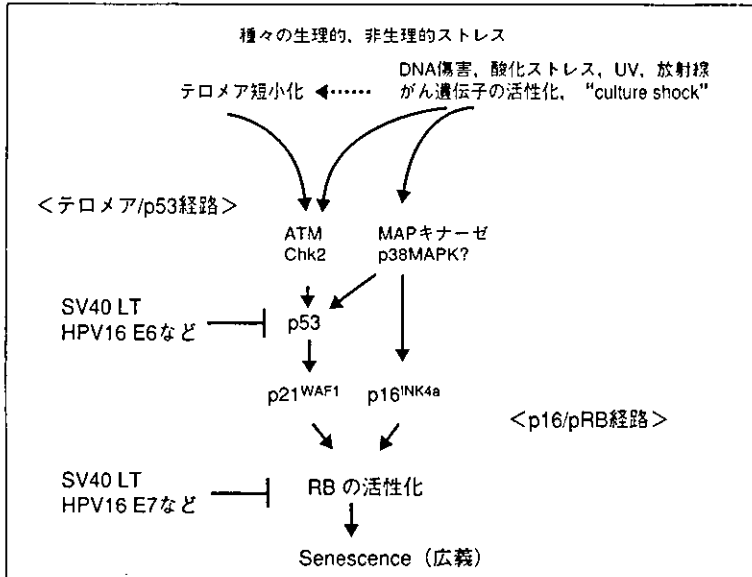 種々の生理的、非生理的ストレス
DNA傷害、酸化ストレス、UV、放射線
テロメア短小化
がん遺伝子の活性化、“culture shock”
＜テロメア/p53経路＞
ATM
Chk2
MAPキナーゼ
p38MAPK?
SV40 LT
HPV16 E6など
p53
p21WAF1
p16INK4a
＜p16/pRB経路＞
SV40 LT
HPV16 E7など
RB の活性化
Senescence（広義）